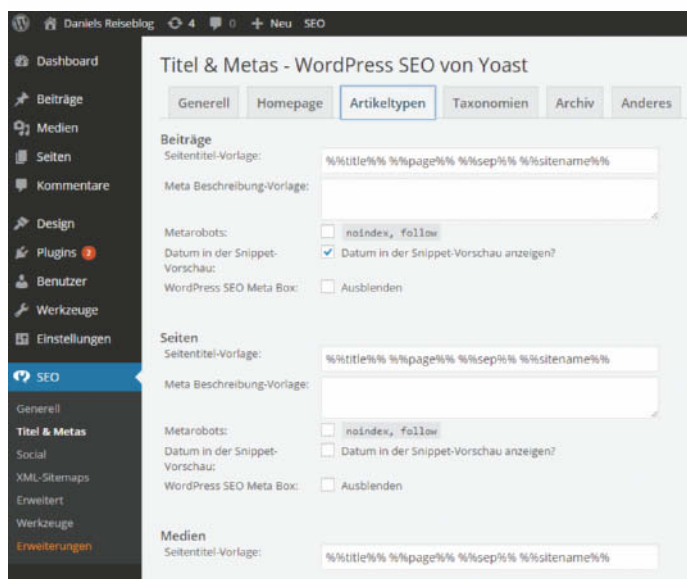 Daniels Reiseblog 4 0 Neu SEO
Dashboard
Beiträge
Medien
Seiten
Kommentare
Design
Plugins 2
Benutzer
Werkzeuge
Einstellungen
SEO
Generell
Titel & Metas
Social
XML-Sitemaps
Erweitert
Werkzeuge
Erweiterungen
Titel & Metas - WordPress SEO von Yoast
Generell Homepage Artikeltypen Taxonomien Archiv Anderes
Beiträge
Seitentitel-Vorlage: %%title%% %%page%% %%sep%% %%sitename%%
Meta Beschreibung-Vorlage:
Metarobots: noindex, follow
Datum in der Snippet- Datum in der Snippet-Vorschau anzeigen?
Vorschau:
WordPress SEO Meta Box: Ausblenden
Seiten
Seitentitel-Vorlage: %%title%% %%page%% %%sep%% %%sitename%%
Meta Beschreibung-Vorlage:
Metarobots: noindex, follow
Datum in der Snippet- Datum in der Snippet-Vorschau anzeigen?
Vorschau:
WordPress SEO Meta Box: Ausblenden
Medien
Seitentitel-Vorlage: %%title%% %%page%% %%sep%% %%sitename%%